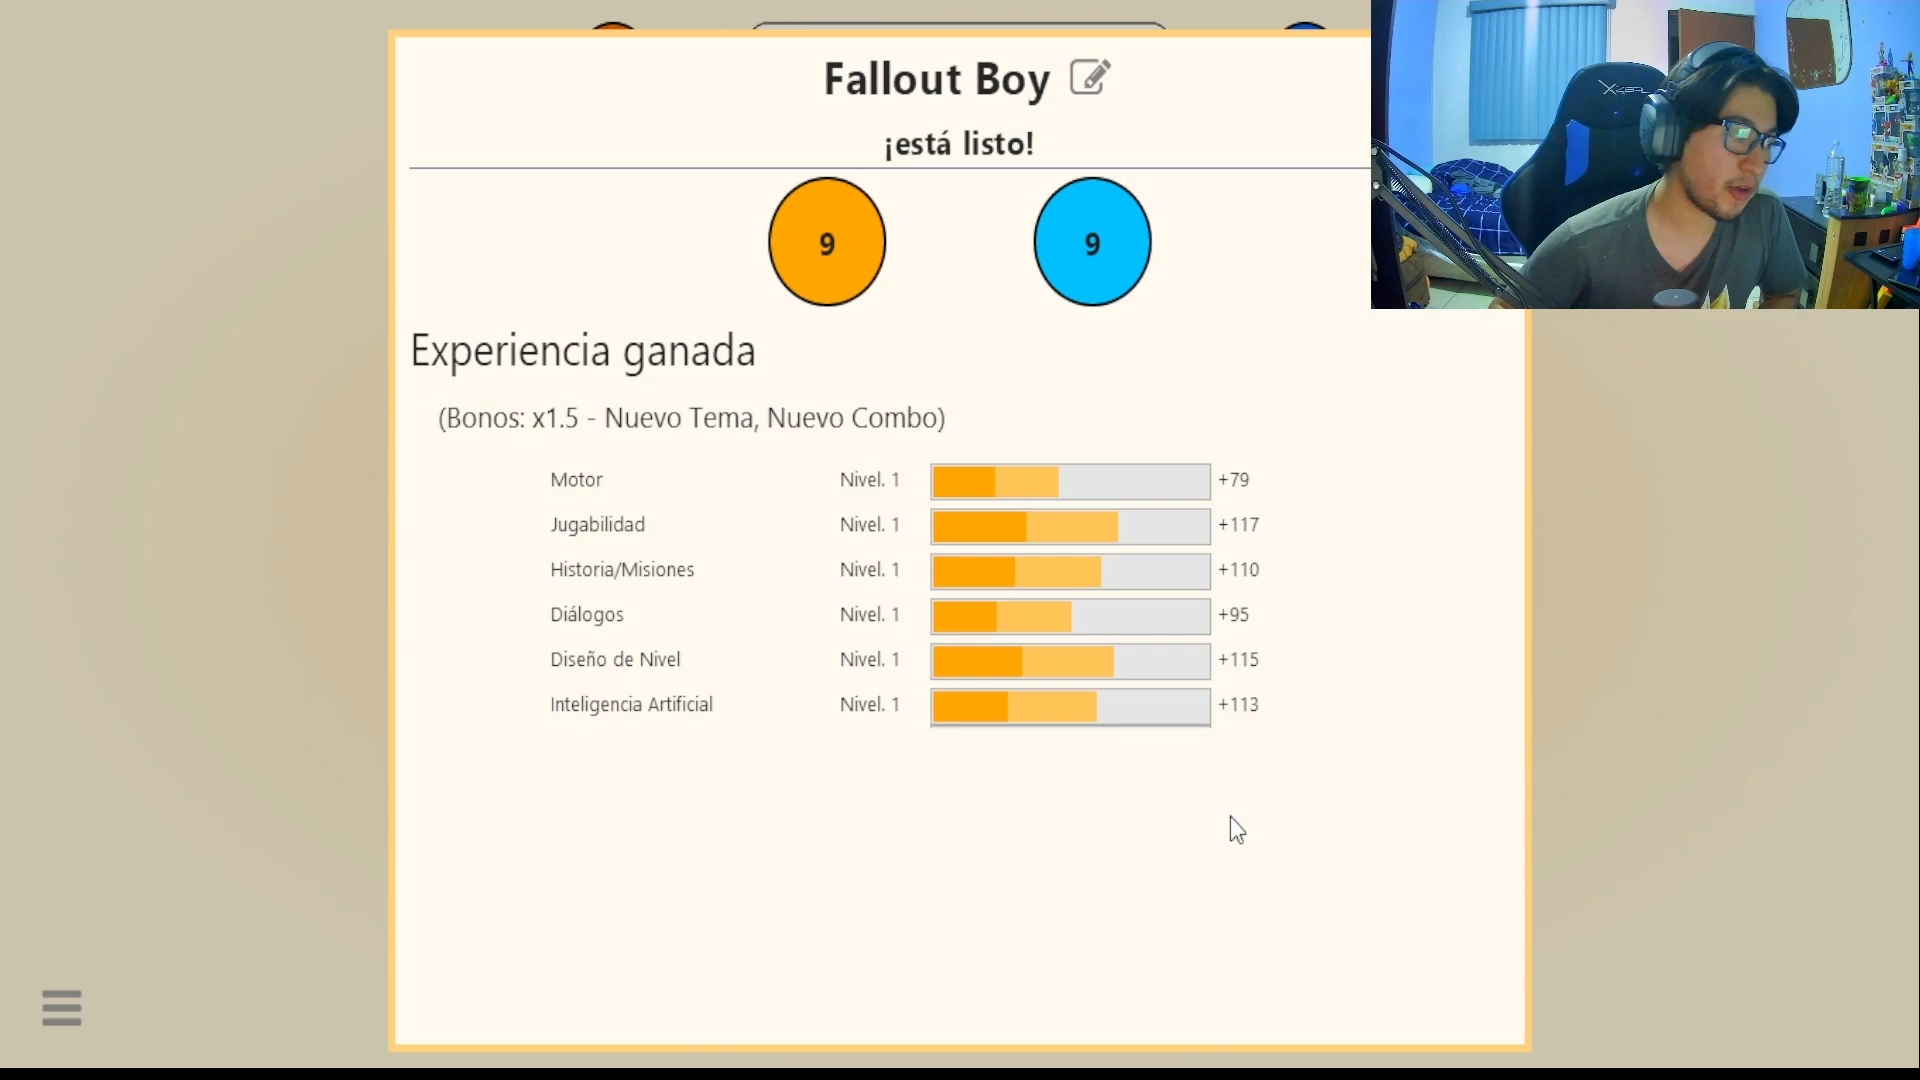 Fallout Boy
¡está listo!
9
9
Experiencia ganada
(Bonos: x1.5 - Nuevo Tema, Nuevo Combo)
Motor Nivel. 1 +79
Jugabilidad Nivel. 1 +117
Historia/Misiones Nivel. 1 +110
Diálogos Nivel. 1 +95
Diseño de Nivel Nivel. 1 +115
Inteligencia Artificial Nivel. 1 +113